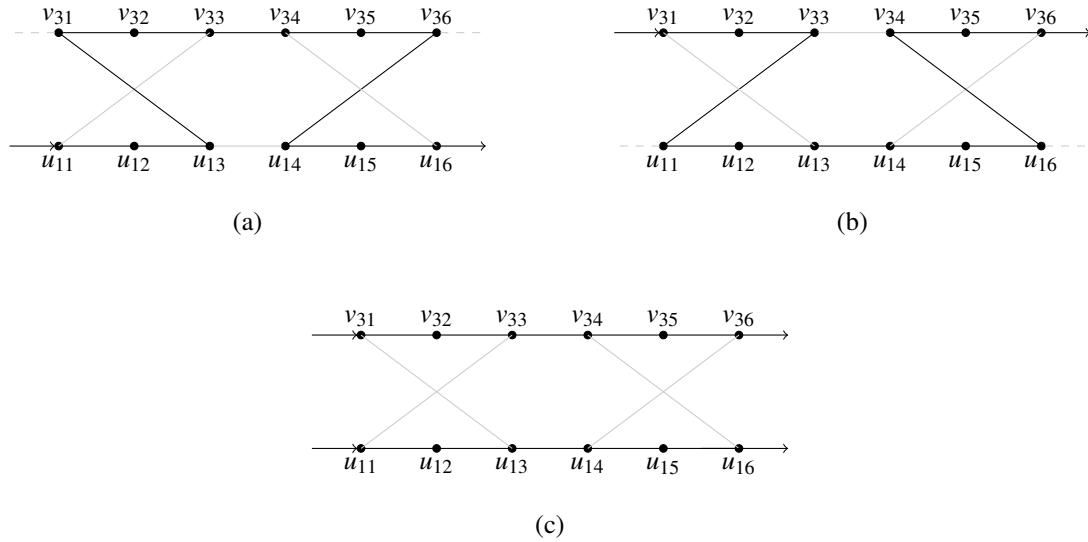 v₃₁ v₃₂ v₃₃ v₃₄ v₃₅ v₃₆
u₁₁ u₁₂ u₁₃ u₁₄ u₁₅ u₁₆
(a)
v₃₁ v₃₂ v₃₃ v₃₄ v₃₅ v₃₆
u₁₁ u₁₂ u₁₃ u₁₄ u₁₅ u₁₆
(b)
v₃₁ v₃₂ v₃₃ v₃₄ v₃₅ v₃₆
u₁₁ u₁₂ u₁₃ u₁₄ u₁₅ u₁₆
(c)